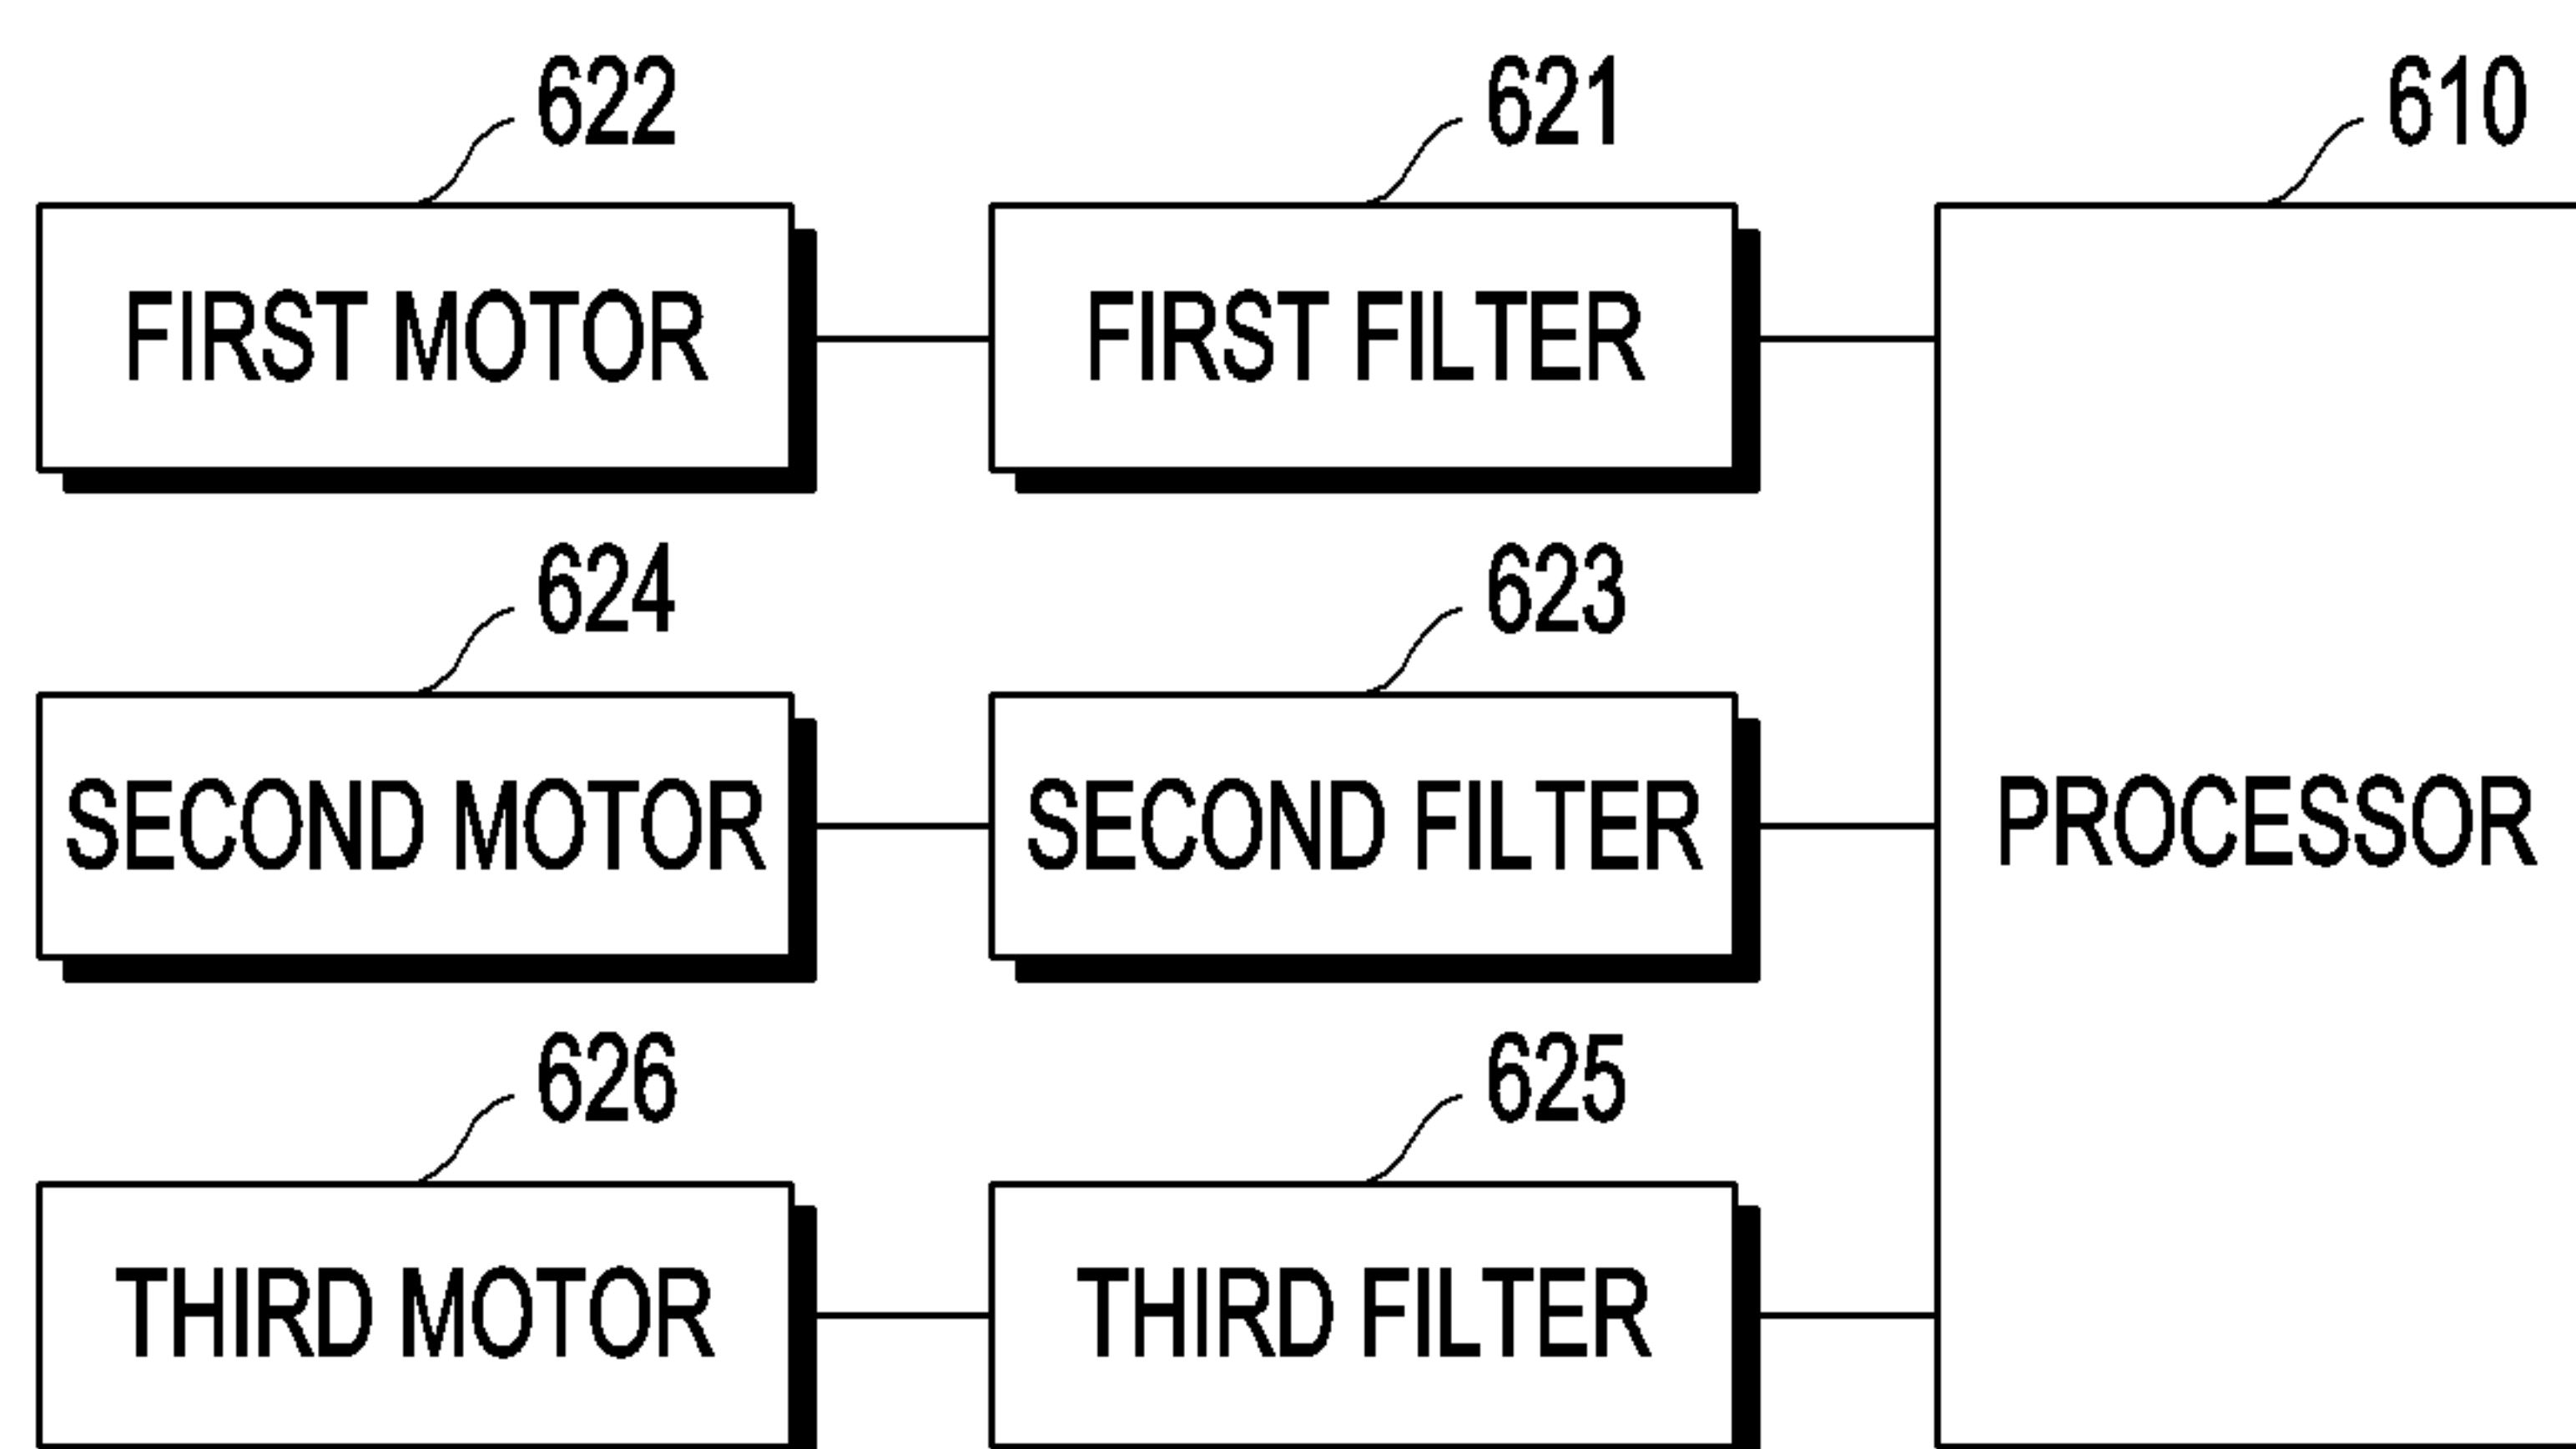 622 621 610
FIRST MOTOR FIRST FILTER
624 623
SECOND MOTOR SECOND FILTER PROCESSOR
626 625
THIRD MOTOR THIRD FILTER